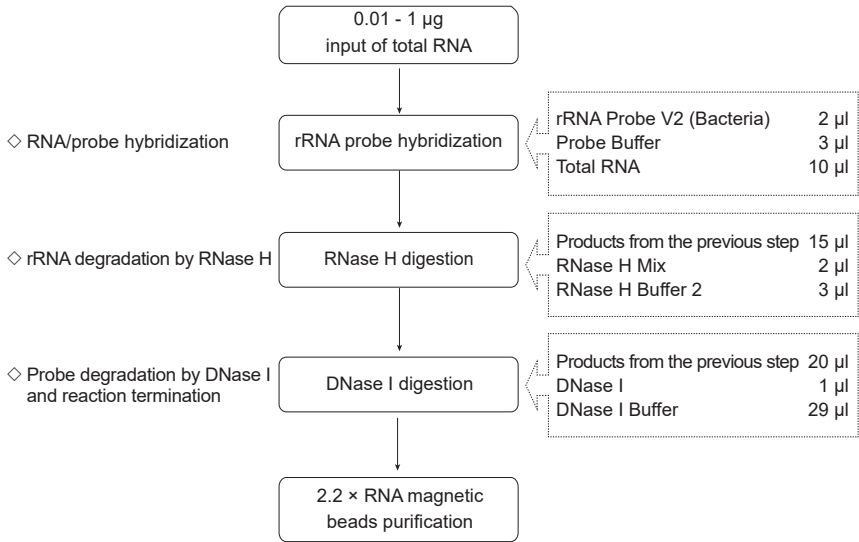 0.01 - 1 µg
input of total RNA
◇ RNA/probe hybridization
rRNA probe hybridization
rRNA Probe V2 (Bacteria) 2 µl
Probe Buffer 3 µl
Total RNA 10 µl
◇ rRNA degradation by RNase H
RNase H digestion
Products from the previous step 15 µl
RNase H Mix 2 µl
RNase H Buffer 2 3 µl
◇ Probe degradation by DNase I
and reaction termination
DNase I digestion
Products from the previous step 20 µl
DNase I 1 µl
DNase I Buffer 29 µl
2.2 × RNA magnetic
beads purification